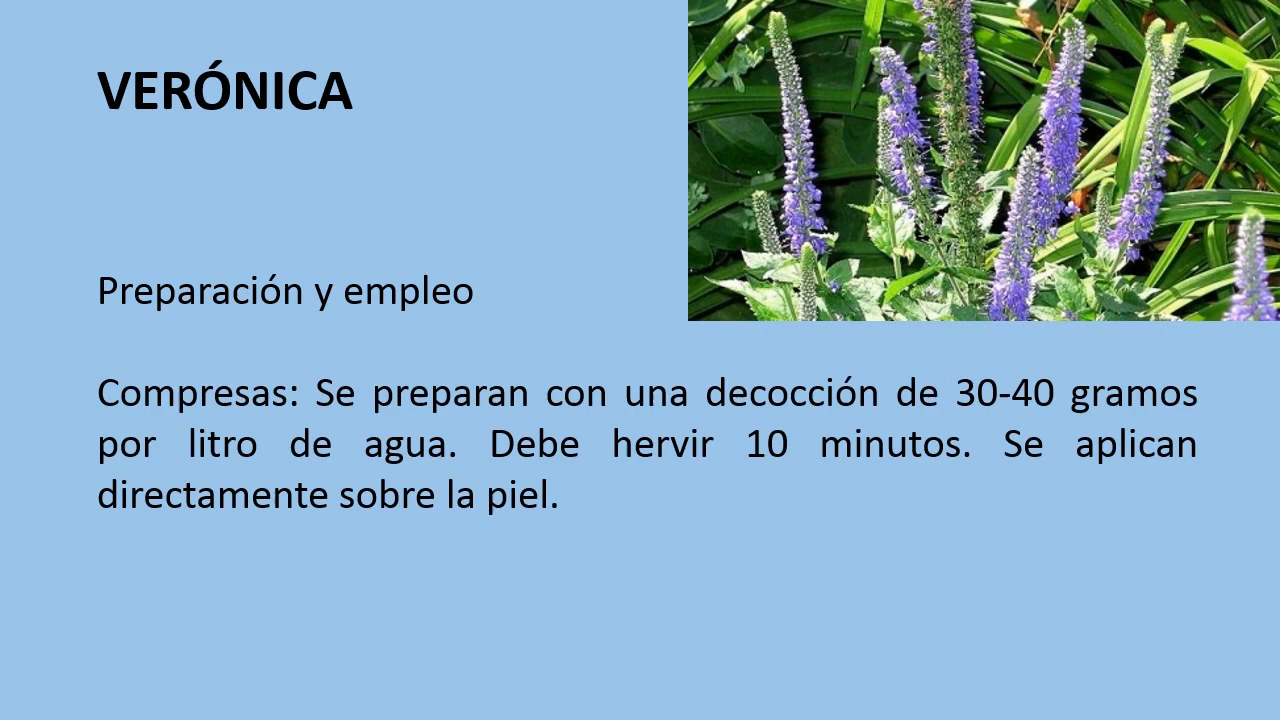 VERÓNICA
Preparación y empleo
Compresas: Se preparan con una decocción de 30-40 gramos
por litro de agua. Debe hervir 10 minutos. Se aplican
directamente sobre la piel.